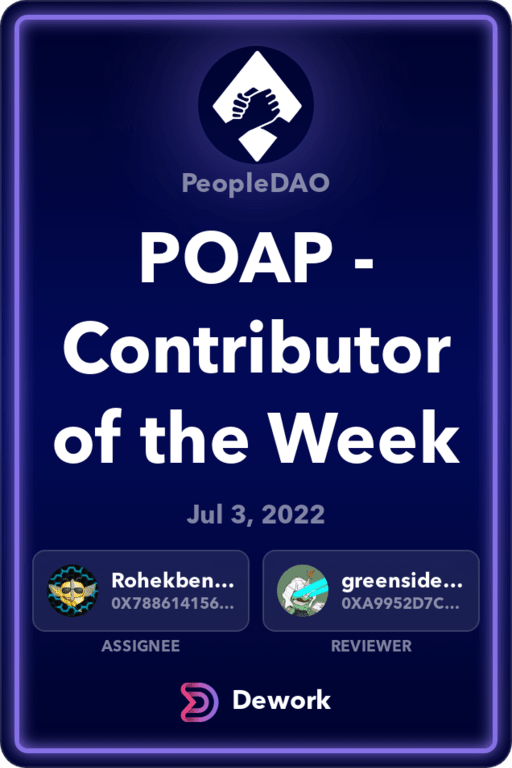 PeopleDAO
POAP -
Contributor
of the Week
Jul 3, 2022
Rohekben...
0X788614156...
ASSIGNEE
greenside...
0XA9952D7C...
REVIEWER
Dework